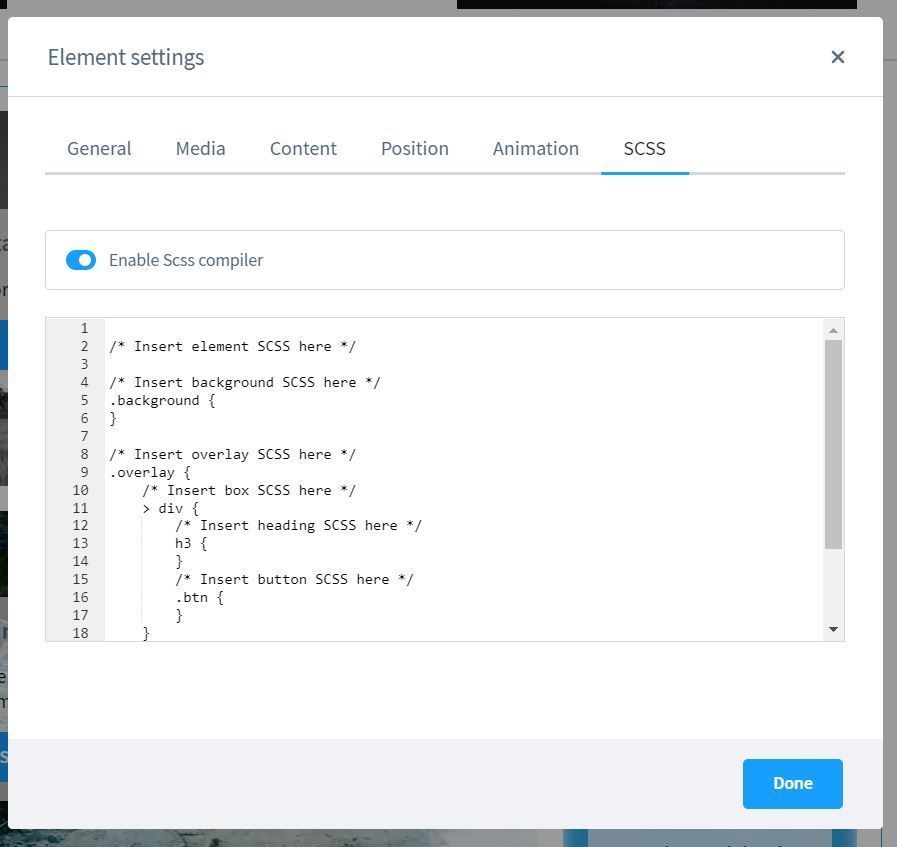 Element settings
×
General Media Content Position Animation SCSS
Enable Scss compiler
1
2 /* Insert element SCSS here */
3
4 /* Insert background SCSS here */
5 .background {
6 }
7
8 /* Insert overlay SCSS here */
9 .overlay {
10 /* Insert box SCSS here */
11 > div {
12 /* Insert heading SCSS here */
13 h3 {
14 }
15 /* Insert button SCSS here */
16 .btn {
17 }
18 }
Done